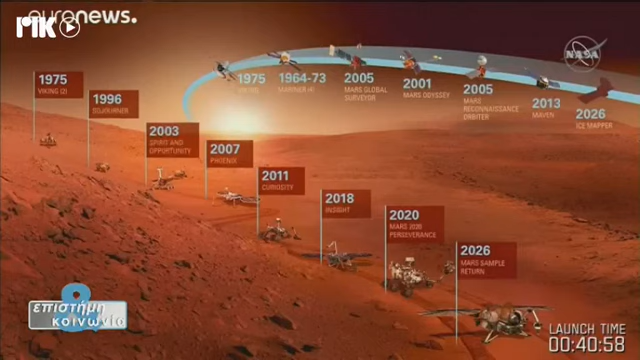 euronews.
ΡΙΚ
NASA
1975
VIKING (2)
1996
SOJOURNER
2003
SPIRIT AND
OPPORTUNITY
2007
PHOENIX
2011
CURIOSITY
2018
INSIGHT
2020
MARS 2020
PERSEVERANCE
2026
MARS SAMPLE
RETURN
1975
VIKING
1964-73
MARINER (4)
2005
MARS GLOBAL
SURVEYOR
2001
MARS ODYSSEY
2005
MARS
RECONNAISSANCE
ORBITER
2013
MAVEN
2026
ICE MAPPER
&
επιστήμη
κοινωνία
LAUNCH TIME
00:40:58